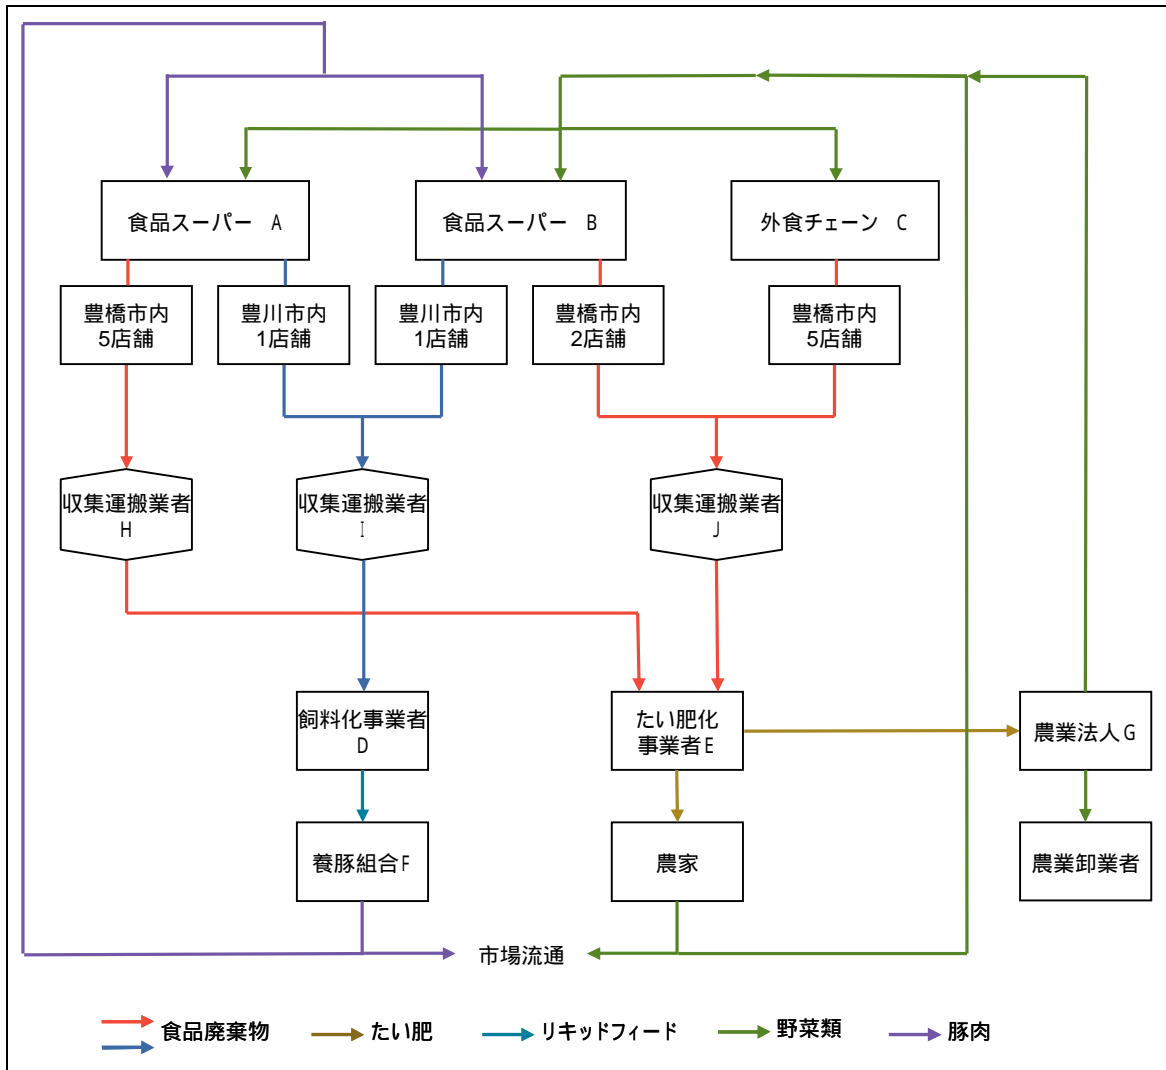 食品スーパー　A
食品スーパー　B
外食チェーン　C
豊橋市内
5店舗
豊川市内
1店舗
豊川市内
1店舗
豊橋市内
2店舗
豊橋市内
5店舗
収集運搬業者
H
収集運搬業者
I
収集運搬業者
J
飼料化事業者
D
たい肥化
事業者E
農業法人G
養豚組合F
農家
農業卸業者
市場流通
食品廃棄物
たい肥
リキッドフィード
野菜類
豚肉